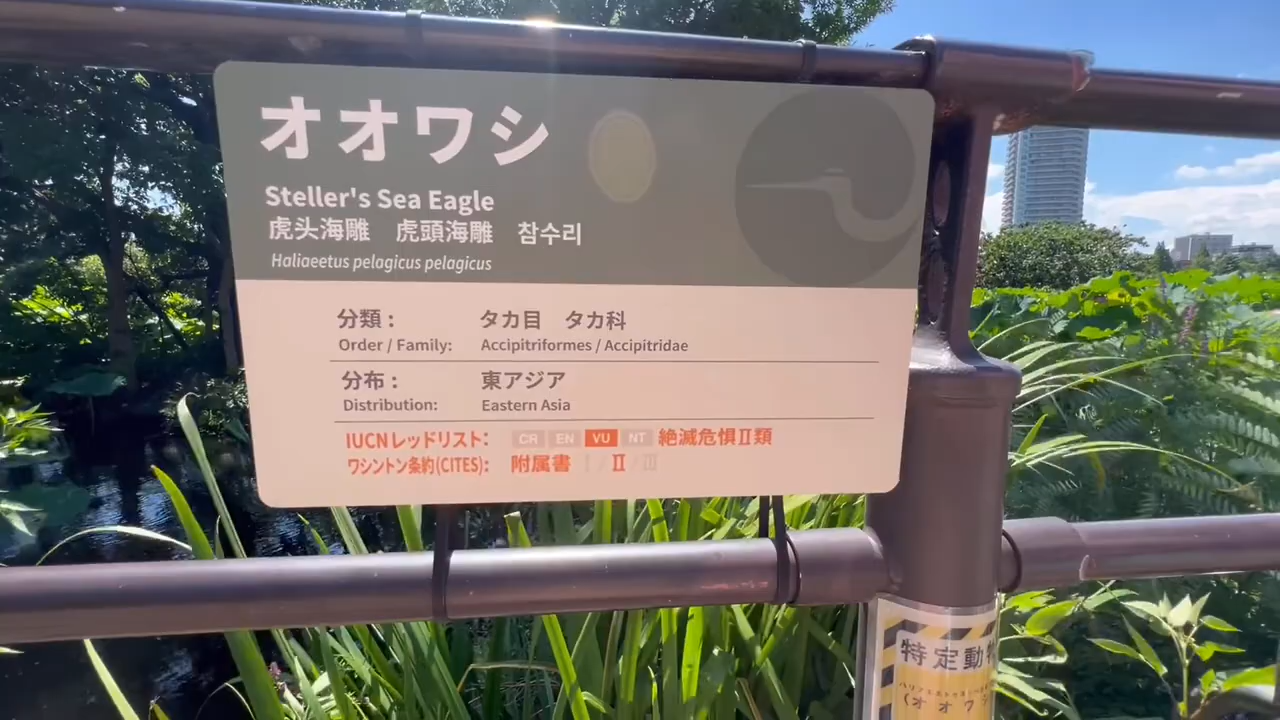 オオワシ
Steller's Sea Eagle
虎头海雕 虎頭海雕 참수리
Haliaeetus pelagicus pelagicus
分類： タカ目 タカ科
Order / Family: Accipitriformes / Accipitridae
分布： 東アジア
Distribution: Eastern Asia
IUCNレッドリスト： CR EN VU NT 絶滅危惧II類
ワシントン条約(CITES)： 附属書 I / II / III
特定動物
(オオワ